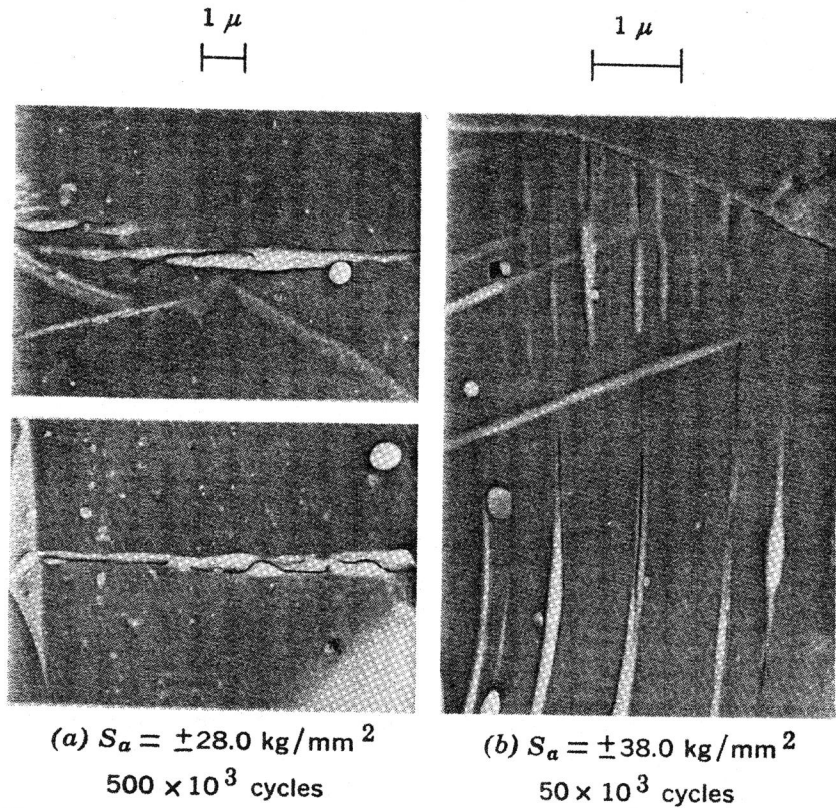 1 μ
1 μ
(a) Sₐ = ±28.0 kg/mm²
500 × 10³ cycles
(b) Sₐ = ±38.0 kg/mm²
50 × 10³ cycles